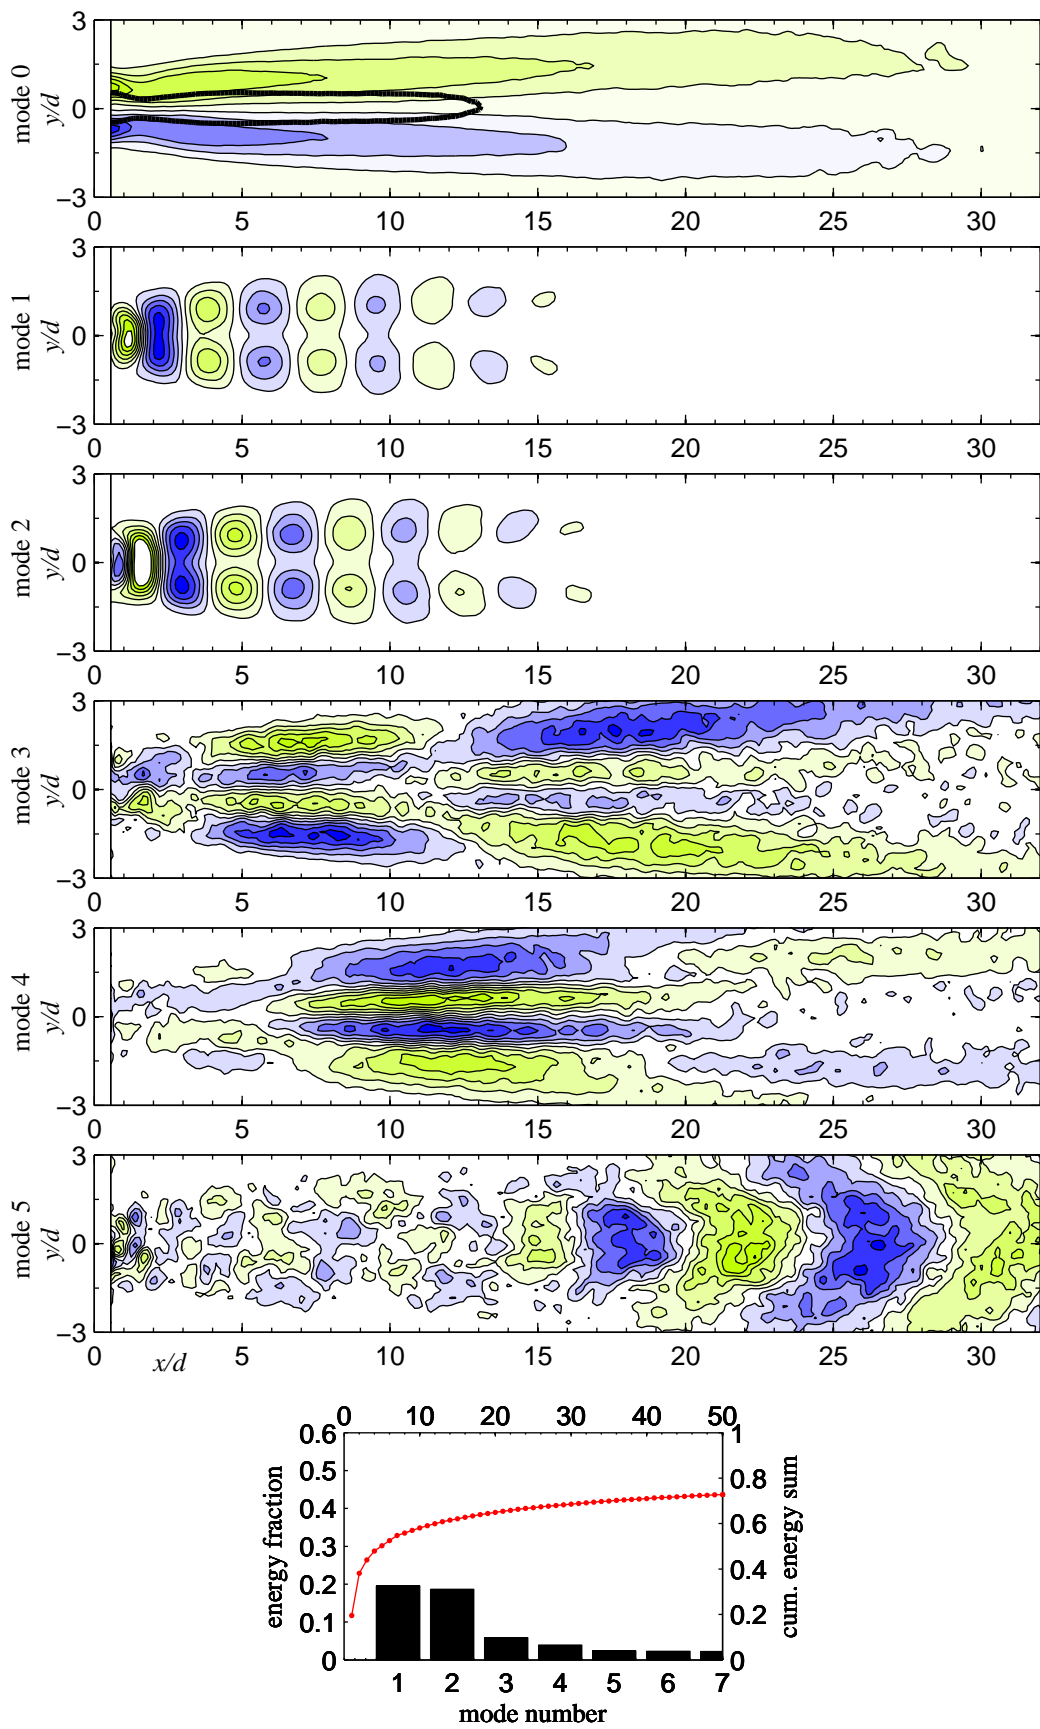 mode 0
y/d
3
0
−3
0 5 10 15 20 25 30
mode 1
y/d
3
0
−3
0 5 10 15 20 25 30
mode 2
y/d
3
0
−3
0 5 10 15 20 25 30
mode 3
y/d
3
0
−3
0 5 10 15 20 25 30
mode 4
y/d
3
0
−3
0 5 10 15 20 25 30
mode 5
y/d
3
0
−3
0 5 10 15 20 25 30
x/d
0 10 20 30 40 50
energy fraction
0.6
0.5
0.4
0.3
0.2
0.1
0
1
0.8
0.6
0.4
0.2
0
cum. energy sum
1 2 3 4 5 6 7
mode number